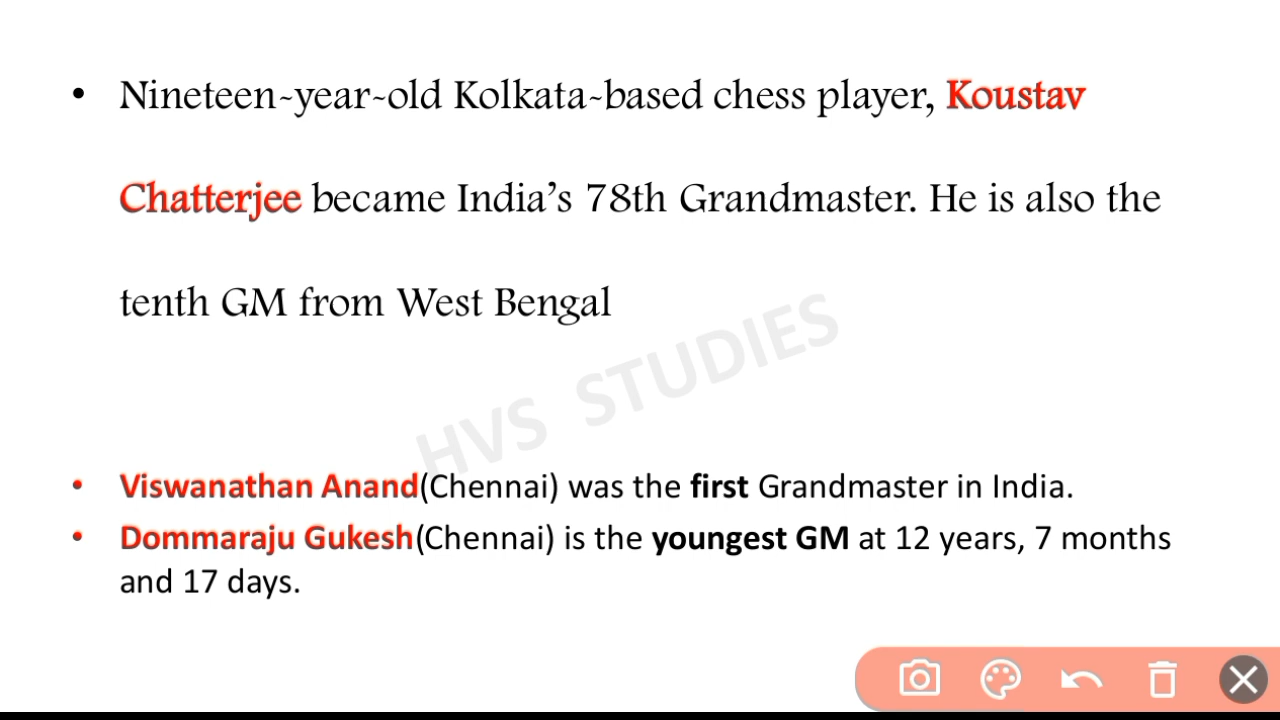 • Nineteen-year-old Kolkata-based chess player, Koustav
Chatterjee became India’s 78th Grandmaster. He is also the
tenth GM from West Bengal
HVS STUDIES
• Viswanathan Anand(Chennai) was the first Grandmaster in India.
• Dommaraju Gukesh(Chennai) is the youngest GM at 12 years, 7 months
and 17 days.